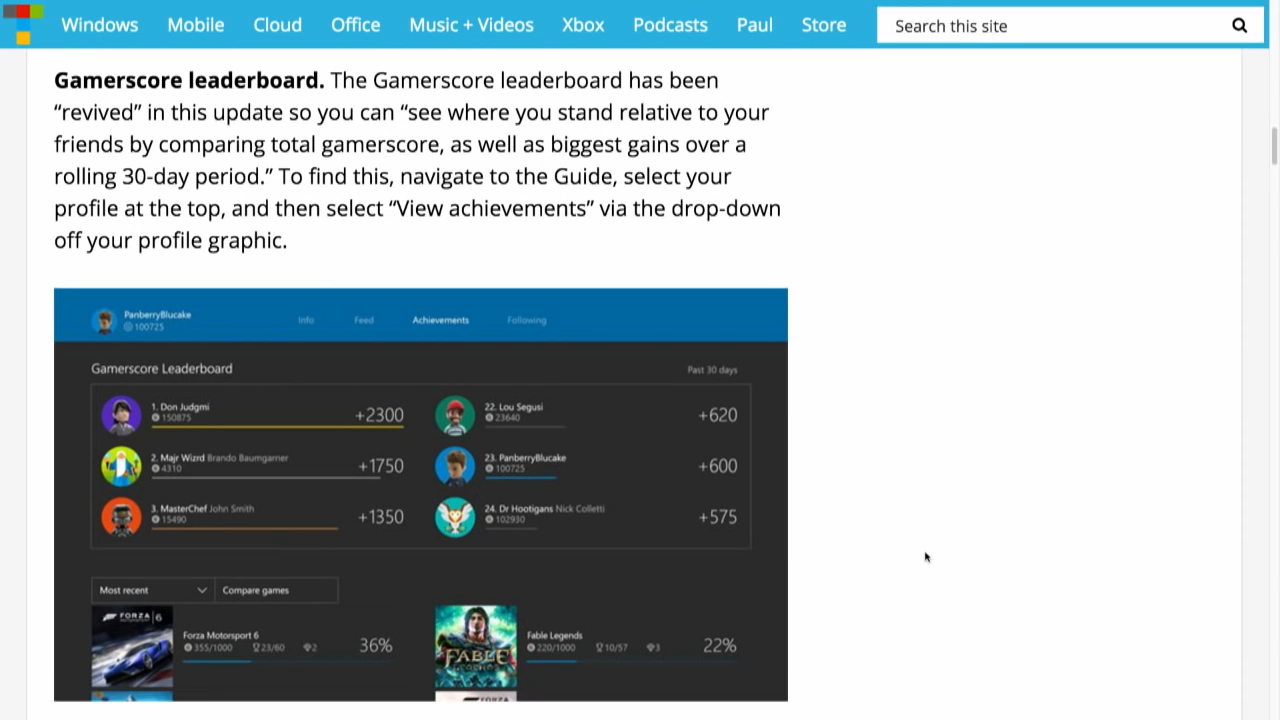 Windows Mobile Cloud Office Music + Videos Xbox Podcasts Paul Store Search this site
Gamerscore leaderboard. The Gamerscore leaderboard has been
“revived” in this update so you can “see where you stand relative to your
friends by comparing total gamerscore, as well as biggest gains over a
rolling 30-day period.” To find this, navigate to the Guide, select your
profile at the top, and then select “View achievements” via the drop-down
off your profile graphic.
PanberryBlucake
100725
Info Feed Achievements Following
Gamerscore Leaderboard Past 30 days
1. Don Judgmi
150875
+2300
2. Majr Wizrd Brando Baumgarner
4310
+1750
3. MasterChef John Smith
15490
+1350
22. Lou Segusi
23640
+620
23. PanberryBlucake
100725
+600
24. Dr Hootigans Nick Colletti
102930
+575
Most recent Compare games
FORZA 6
Forza Motorsport 6
355/1000 23/60 2
36%
FABLE
LEGENDS
Fable Legends
220/1000 10/57 3
22%
FORZA